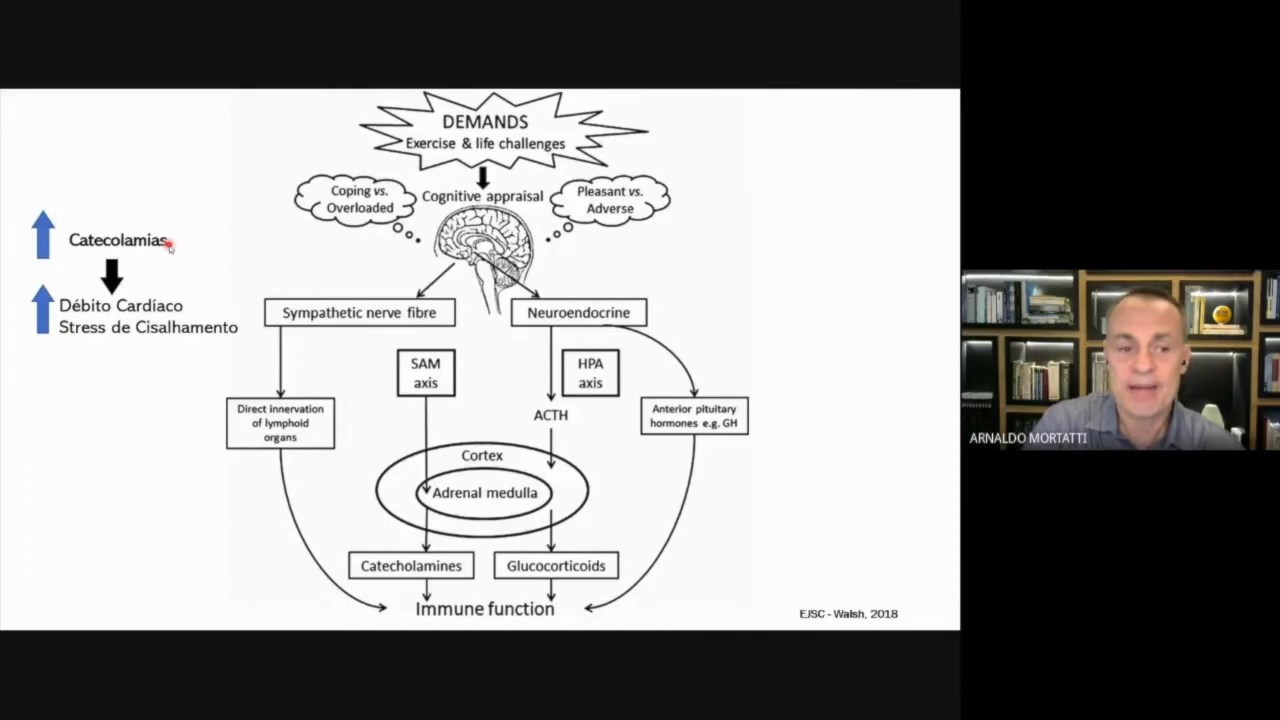 DEMANDS
Exercise & life challenges
Coping vs.
Overloaded
Cognitive appraisal
Pleasant vs.
Adverse
Catecolamias
Débito Cardíaco
Stress de Cisalhamento
Sympathetic nerve fibre
Neuroendocrine
SAM
axis
HPA
axis
Direct innervation
of lymphoid
organs
ACTH
Anterior pituitary
hormones e.g. GH
Cortex
Adrenal medulla
Catecholamines
Glucocorticoids
Immune function
EJSC - Walsh, 2018
ARNALDO MORTATTI